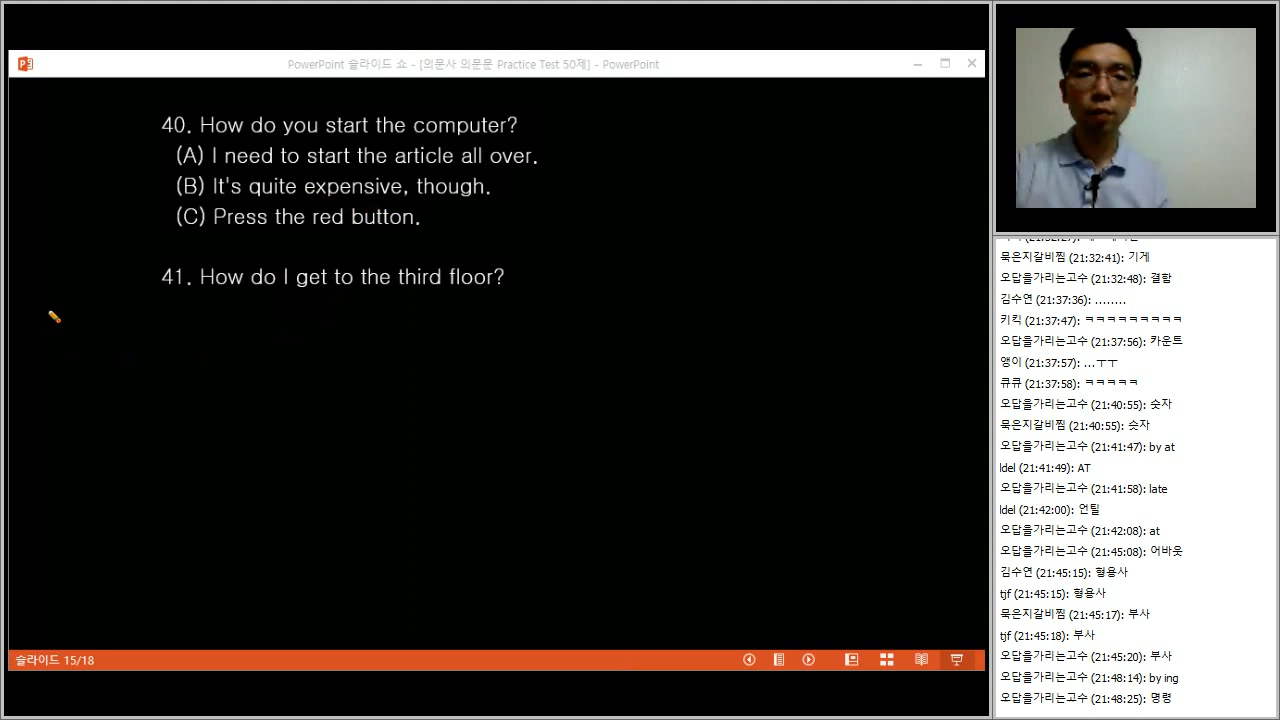 PowerPoint 슬라이드 쇼 - [의문사 의문문 Practice Test 50제] - PowerPoint
40. How do you start the computer?
(A) I need to start the article all over.
(B) It's quite expensive, though.
(C) Press the red button.
41. How do I get to the third floor?
슬라이드 15/18
묵은지갈비찜 (21:32:41): 기게
오답을가리는고수 (21:32:48): 결함
김수연 (21:37:36): ........
키킥 (21:37:47): ㅋㅋㅋㅋㅋㅋㅋㅋㅋ
오답을가리는고수 (21:37:56): 카운트
앵이 (21:37:57): ...ㅜㅜ
큐큐 (21:37:58): ㅋㅋㅋㅋㅋ
오답을가리는고수 (21:40:55): 숫자
묵은지갈비찜 (21:40:55): 숫자
오답을가리는고수 (21:41:47): by at
ldel (21:41:49): AT
오답을가리는고수 (21:41:58): late
ldel (21:42:00): 언틸
오답을가리는고수 (21:42:08): at
오답을가리는고수 (21:45:08): 어바웃
김수연 (21:45:15): 형용사
tjf (21:45:15): 형용사
묵은지갈비찜 (21:45:17): 부사
tjf (21:45:18): 부사
오답을가리는고수 (21:45:20): 부사
오답을가리는고수 (21:48:14): by ing
오답을가리는고수 (21:48:25): 명령